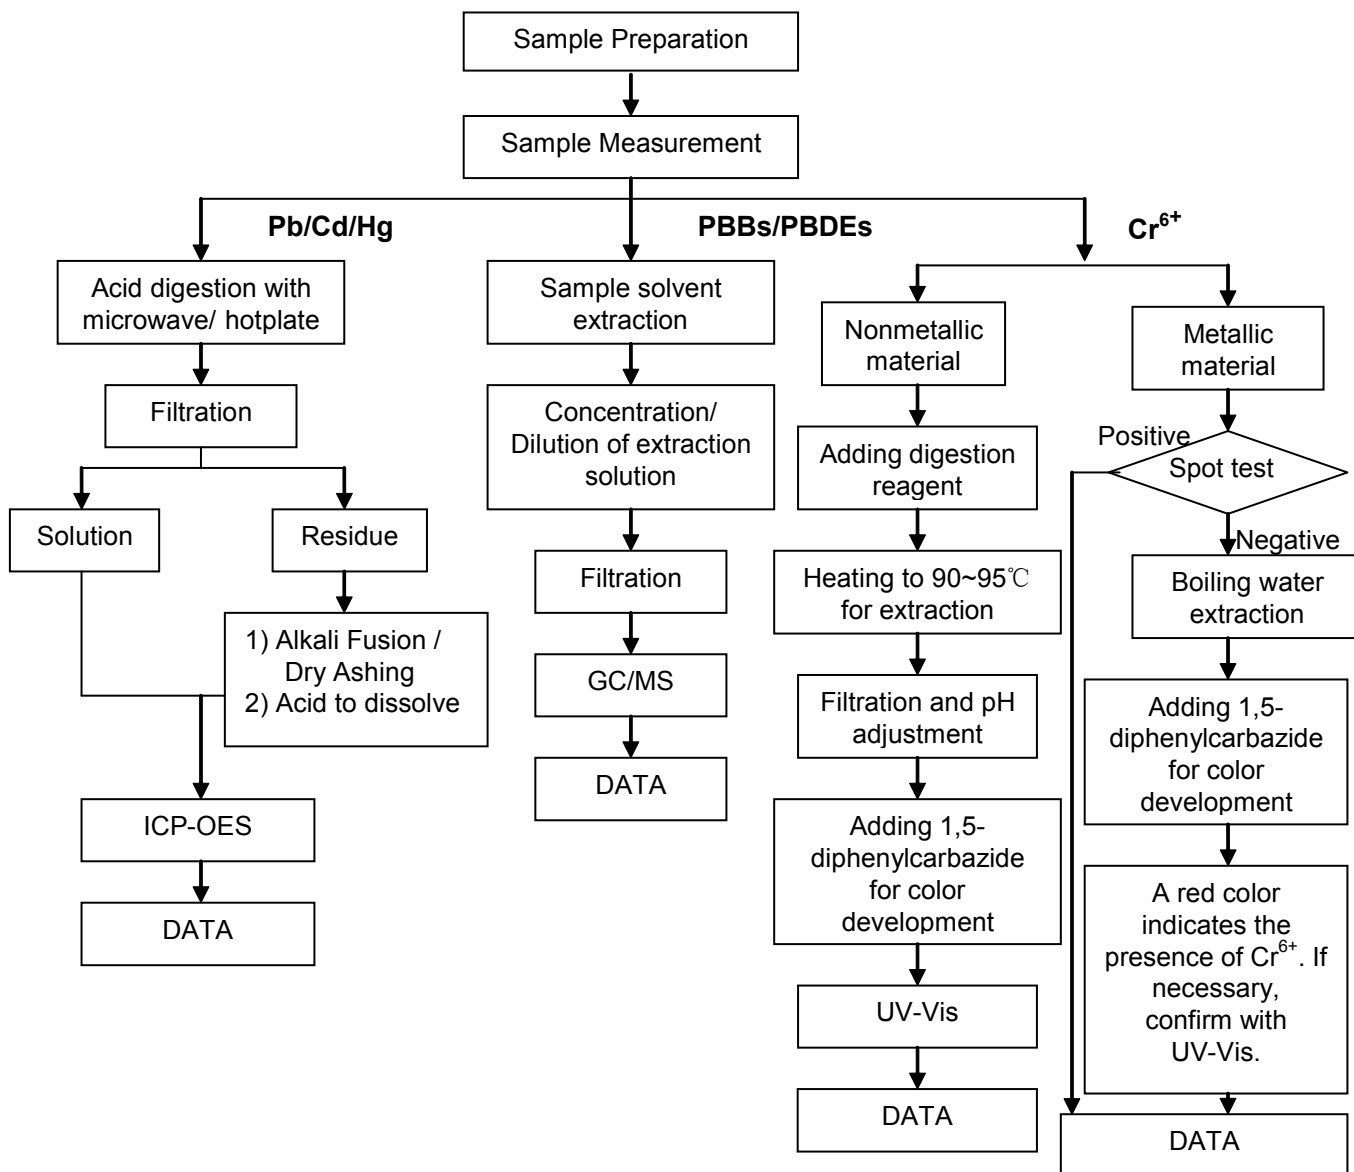 Sample Preparation
Sample Measurement
Pb/Cd/Hg
PBBs/PBDEs
Cr⁶⁺
Acid digestion with
microwave/ hotplate
Filtration
Solution
Residue
1) Alkali Fusion /
Dry Ashing
2) Acid to dissolve
ICP-OES
DATA
Sample solvent
extraction
Concentration/
Dilution of extraction
solution
Filtration
GC/MS
DATA
Nonmetallic
material
Adding digestion
reagent
Heating to 90~95℃
for extraction
Filtration and pH
adjustment
Adding 1,5-
diphenylcarbazide
for color
development
UV-Vis
DATA
Metallic
material
Positive
Spot test
Negative
Boiling water
extraction
Adding 1,5-
diphenylcarbazide
for color
development
A red color
indicates the
presence of Cr⁶⁺. If
necessary,
confirm with
UV-Vis.
DATA